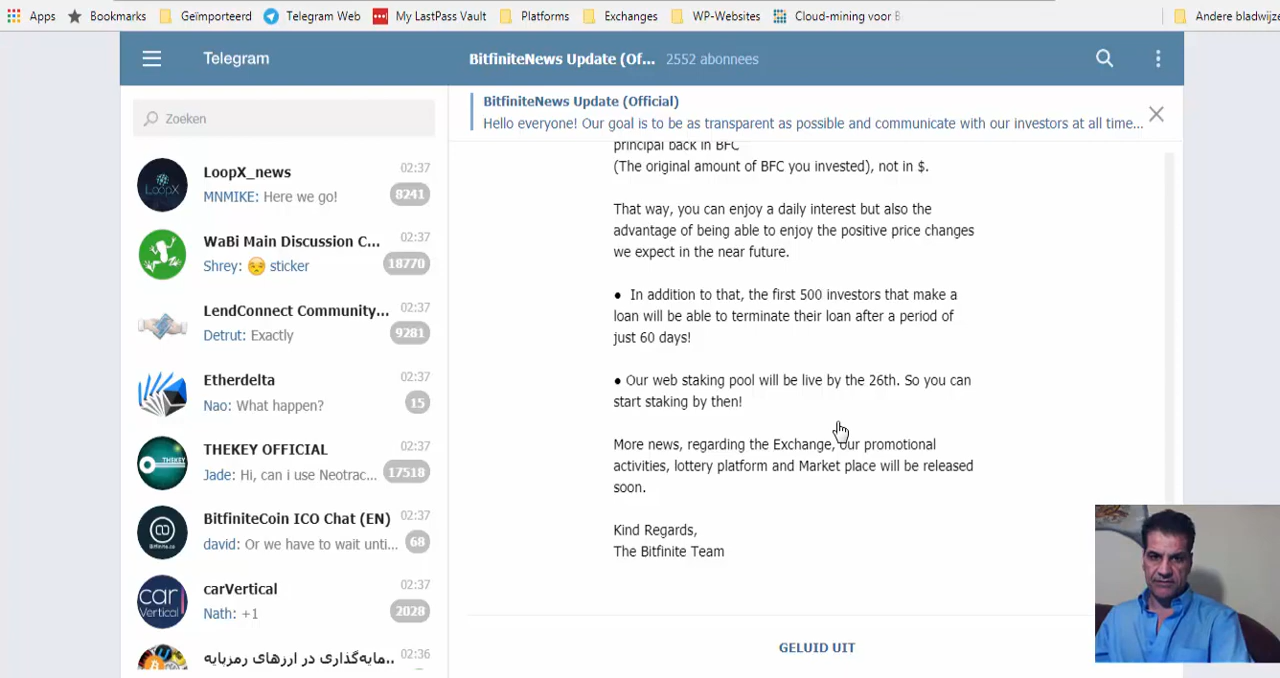 Apps
Bookmarks
Geïmporteerd
Telegram Web
My LastPass Vault
Platforms
Exchanges
WP-Websites
Cloud-mining voor B
Andere bladwijze
Telegram
BitfiniteNews Update (Of... 2552 abonnees
Zoeken
LoopX_news 02:37
MNMIKE: Here we go! 8241
WaBi Main Discussion C... 02:37
Shrey: 😒 sticker 18770
LendConnect Community... 02:37
Detrut: Exactly 9281
Etherdelta 02:37
Nao: What happen? 15
THEKEY OFFICIAL 02:37
Jade: Hi, can i use Neotrac... 17518
BitfiniteCoin ICO Chat (EN) 02:37
david: Or we have to wait unti... 68
carVertical 02:37
Nath: +1 2028
مایه‌گذاری در ارزهای رمزپایه.. 02:36
BitfiniteNews Update (Official)
Hello everyone! Our goal is to be as transparent as possible and communicate with our investors at all time...
principal back in BFC
(The original amount of BFC you invested), not in $.
That way, you can enjoy a daily interest but also the
advantage of being able to enjoy the positive price changes
we expect in the near future.
● In addition to that, the first 500 investors that make a
loan will be able to terminate their loan after a period of
just 60 days!
● Our web staking pool will be live by the 26th. So you can
start staking by then!
More news, regarding the Exchange, our promotional
activities, lottery platform and Market place will be released
soon.
Kind Regards,
The Bitfinite Team
GELUID UIT
LOOPX
Bitfinite.co
car
Vertical
THEKEY